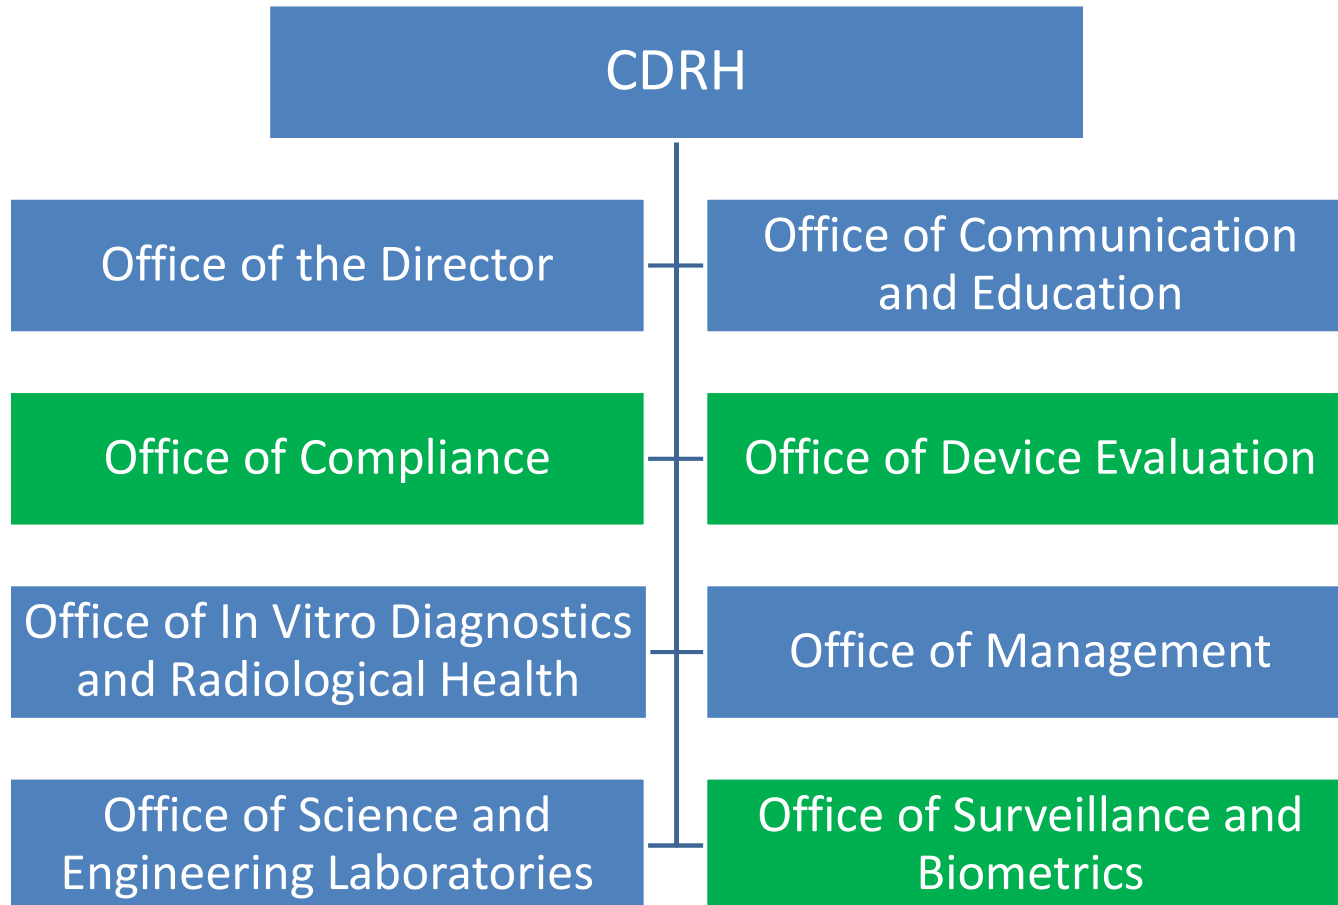 CDRH
Office of the Director
Office of Communication
and Education
Office of Compliance
Office of Device Evaluation
Office of In Vitro Diagnostics
and Radiological Health
Office of Management
Office of Science and
Engineering Laboratories
Office of Surveillance and
Biometrics